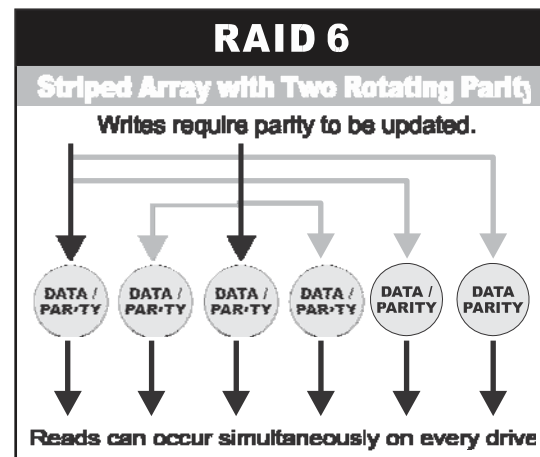 RAID 6
Striped Array with Two Rotating Parity
Writes require parity to be updated.
DATA /
PARITY
DATA /
PARITY
DATA /
PARITY
DATA /
PARITY
DATA /
PARITY
DATA
PARITY
Reads can occur simultaneously on every drive